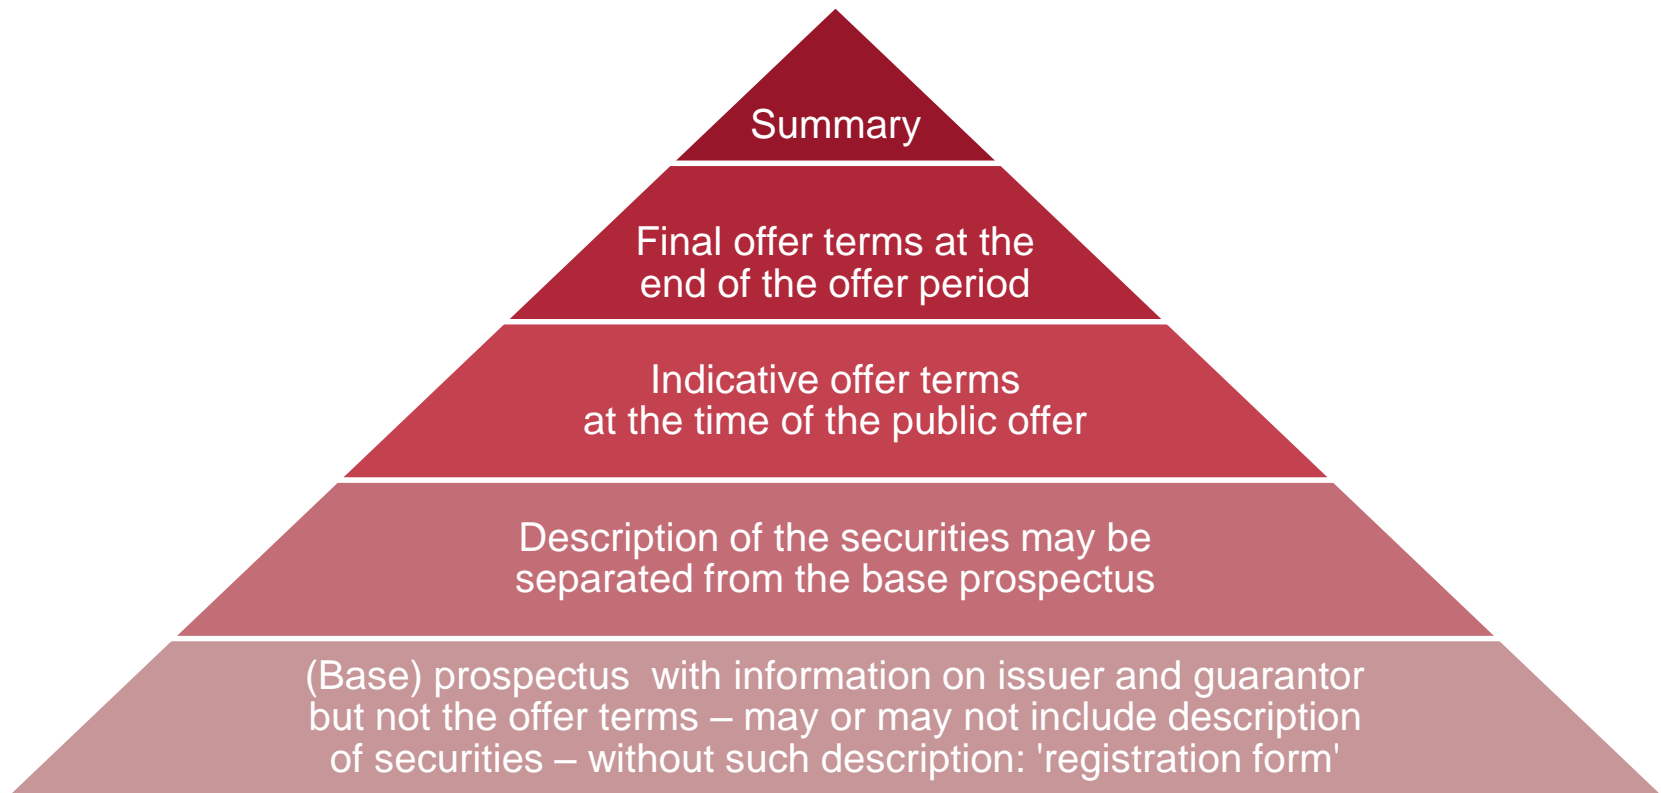 Summary
Final offer terms at the
end of the offer period
Indicative offer terms
at the time of the public offer
Description of the securities may be
separated from the base prospectus
(Base) prospectus  with information on issuer and guarantor
but not the offer terms – may or may not include description
of securities – without such description: 'registration form'